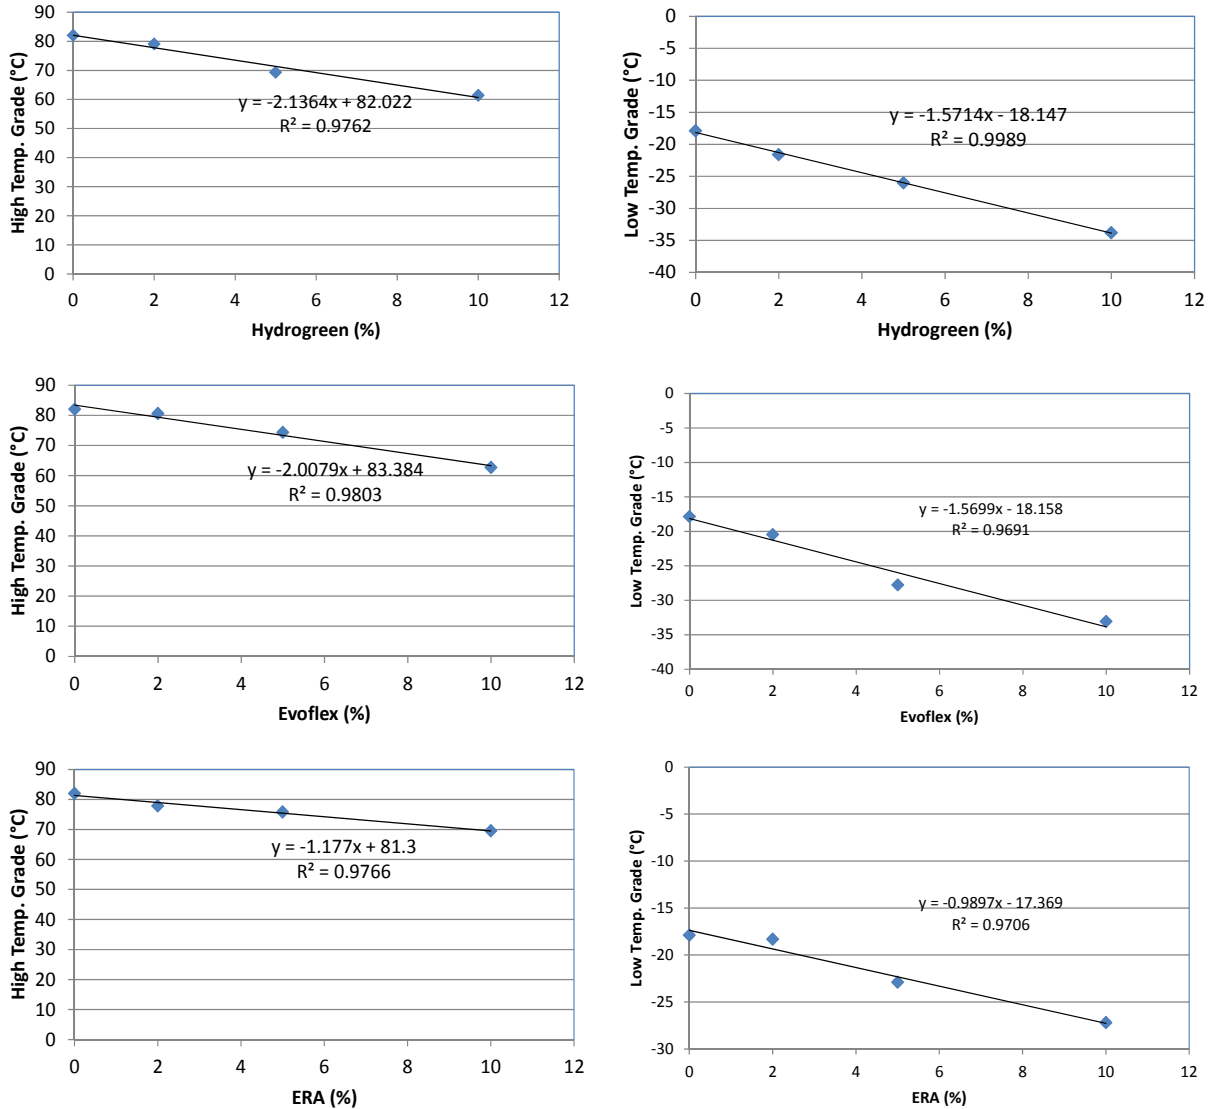 90
80
70
60
50
40
30
20
10
0
High Temp. Grade (°C)
y = -2.1364x + 82.022
R² = 0.9762
0 2 4 6 8 10 12
Hydrogreen (%)
0
-5
-10
-15
-20
-25
-30
-35
-40
Low Temp. Grade (°C)
y = -1.5714x - 18.147
R² = 0.9989
0 2 4 6 8 10 12
Hydrogreen (%)
90
80
70
60
50
40
30
20
10
0
High Temp. Grade (°C)
y = -2.0079x + 83.384
R² = 0.9803
0 2 4 6 8 10 12
Evoflex (%)
0
-5
-10
-15
-20
-25
-30
-35
-40
Low Temp. Grade (°C)
y = -1.5699x - 18.158
R² = 0.9691
0 2 4 6 8 10 12
Evoflex (%)
90
80
70
60
50
40
30
20
10
0
High Temp. Grade (°C)
y = -1.177x + 81.3
R² = 0.9766
0 2 4 6 8 10 12
ERA (%)
0
-5
-10
-15
-20
-25
-30
Low Temp. Grade (°C)
y = -0.9897x - 17.369
R² = 0.9706
0 2 4 6 8 10 12
ERA (%)